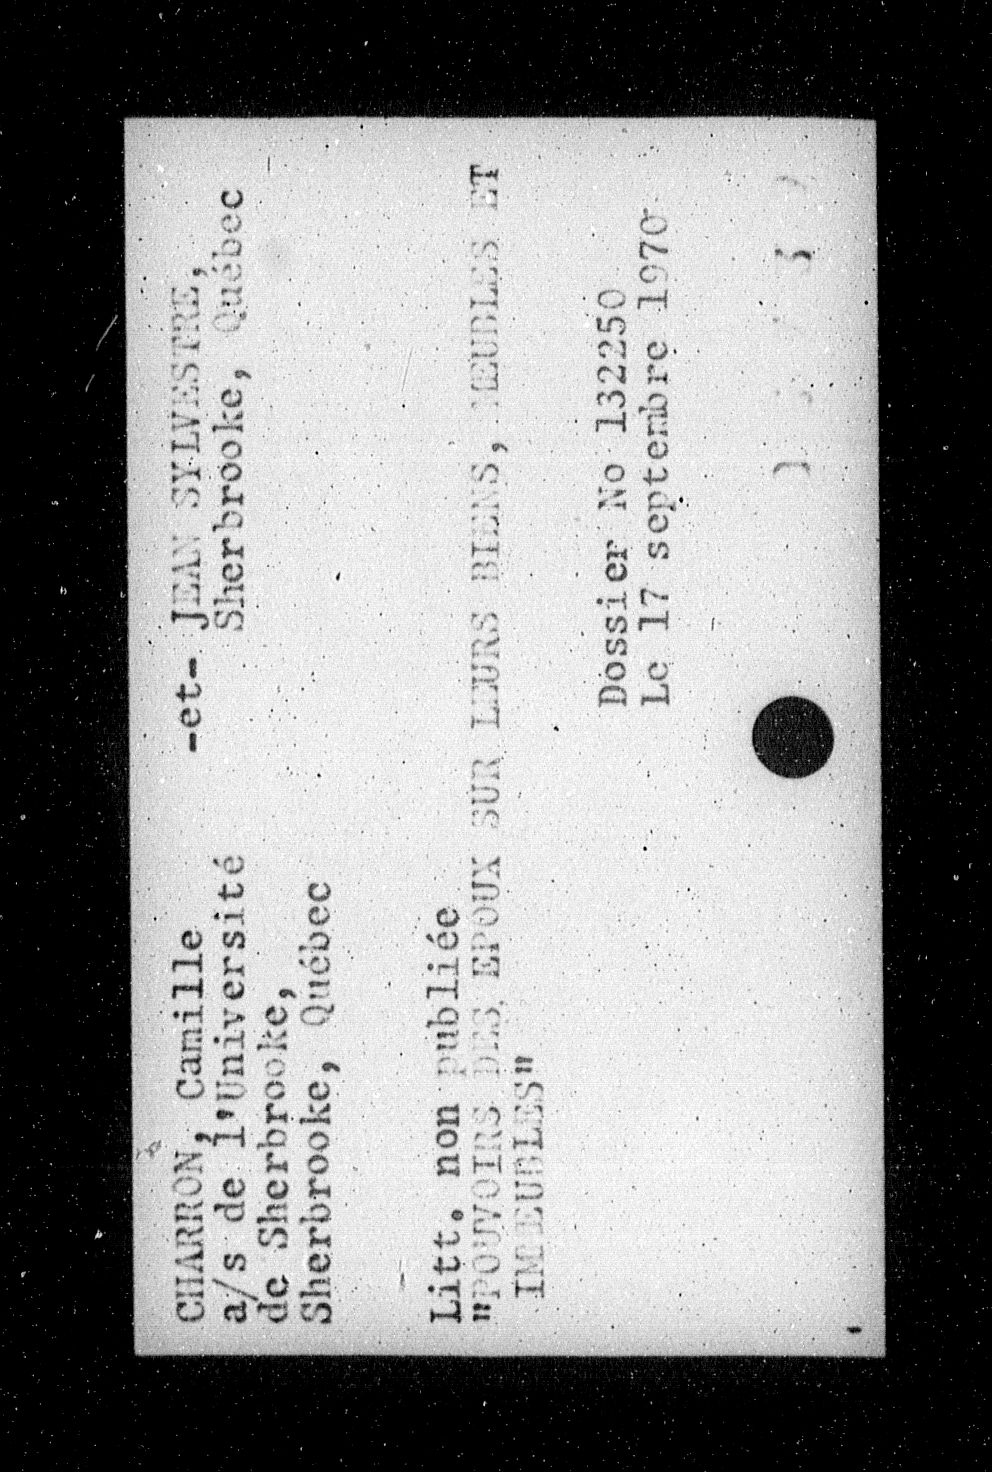 CHARRON, Camille -et- JEAN SYLVESTRE,
a/s de l'Université Sherbrooke, Québec
de Sherbrooke,
Sherbrooke, Québec
Litt. non publiée
"POUVOIRS DES EPOUX SUR LEURS BIENS, MEUBLES ET
IMMEUBLES"
Dossier No 132250
Le 17 septembre 1970